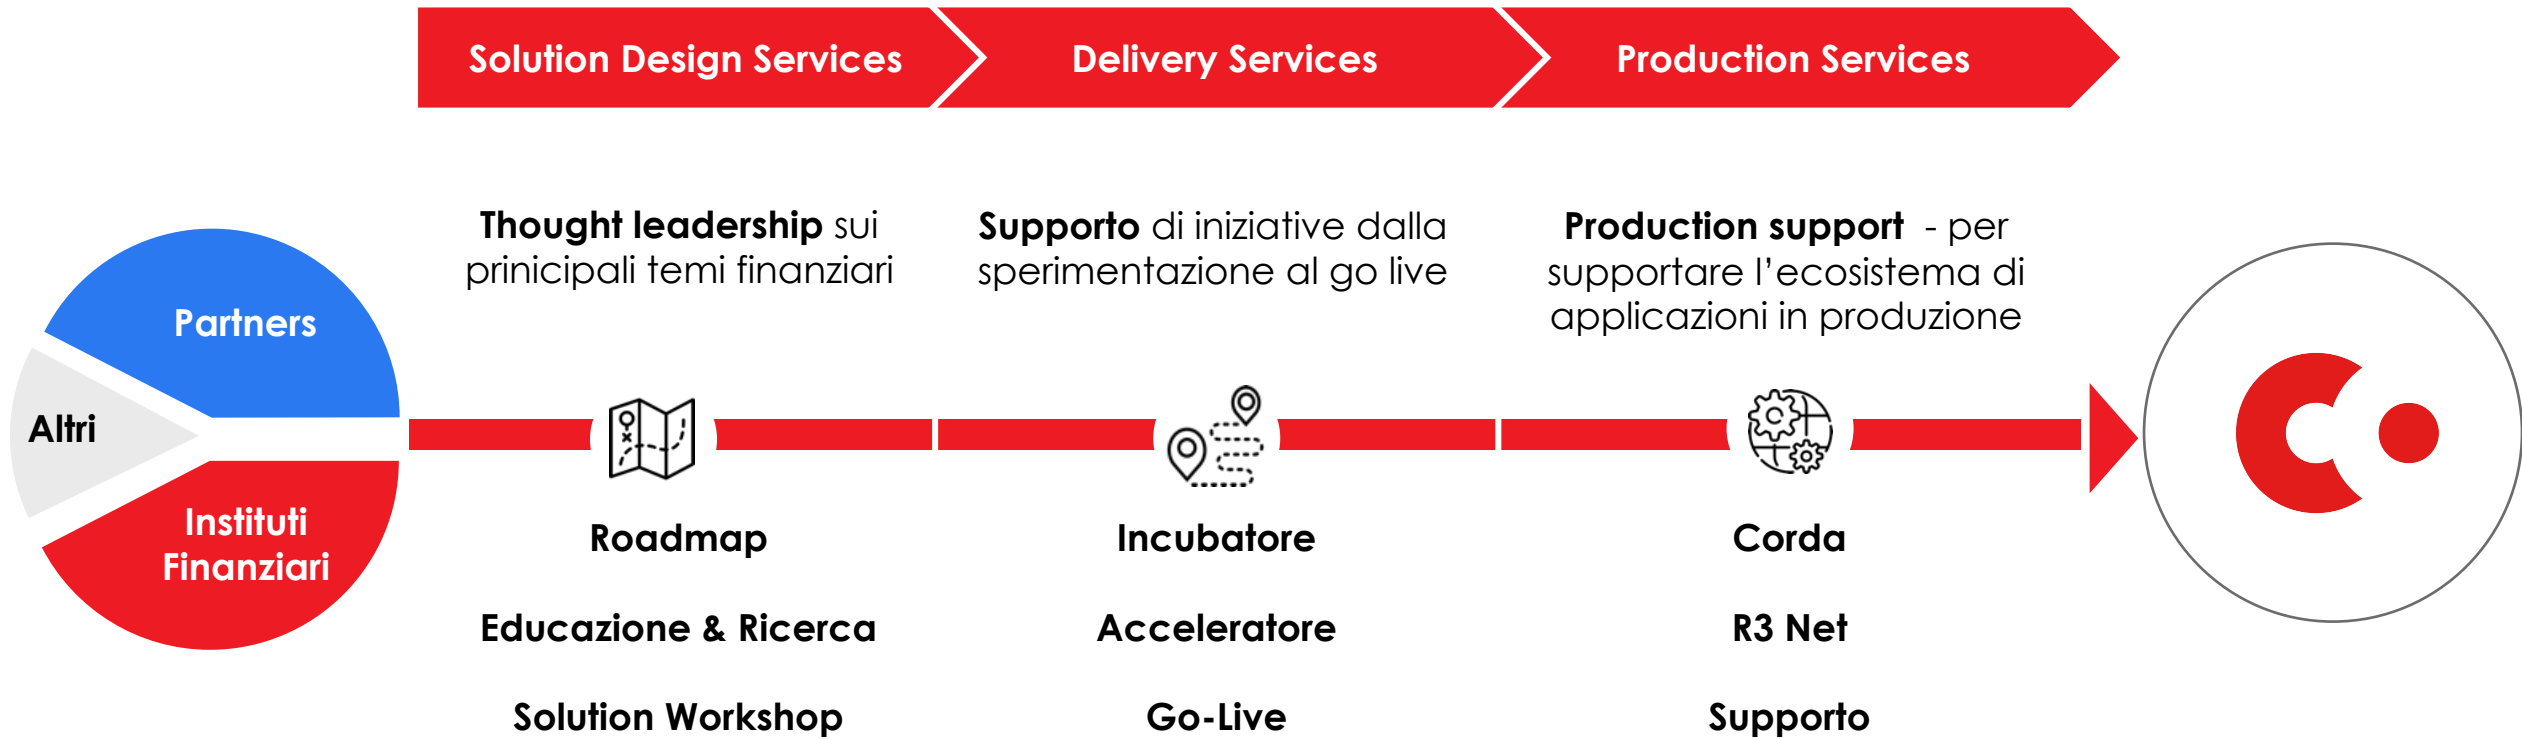 Solution Design Services
Delivery Services
Production Services
Thought leadership sui
prinicipali temi finanziari
Supporto di iniziative dalla
sperimentazione al go live
Production support - per
supportare l'ecosistema di
applicazioni in produzione
Partners
Altri
Instituti
Finanziari
Roadmap
Educazione & Ricerca
Solution Workshop
Incubatore
Acceleratore
Go-Live
Corda
R3 Net
Supporto